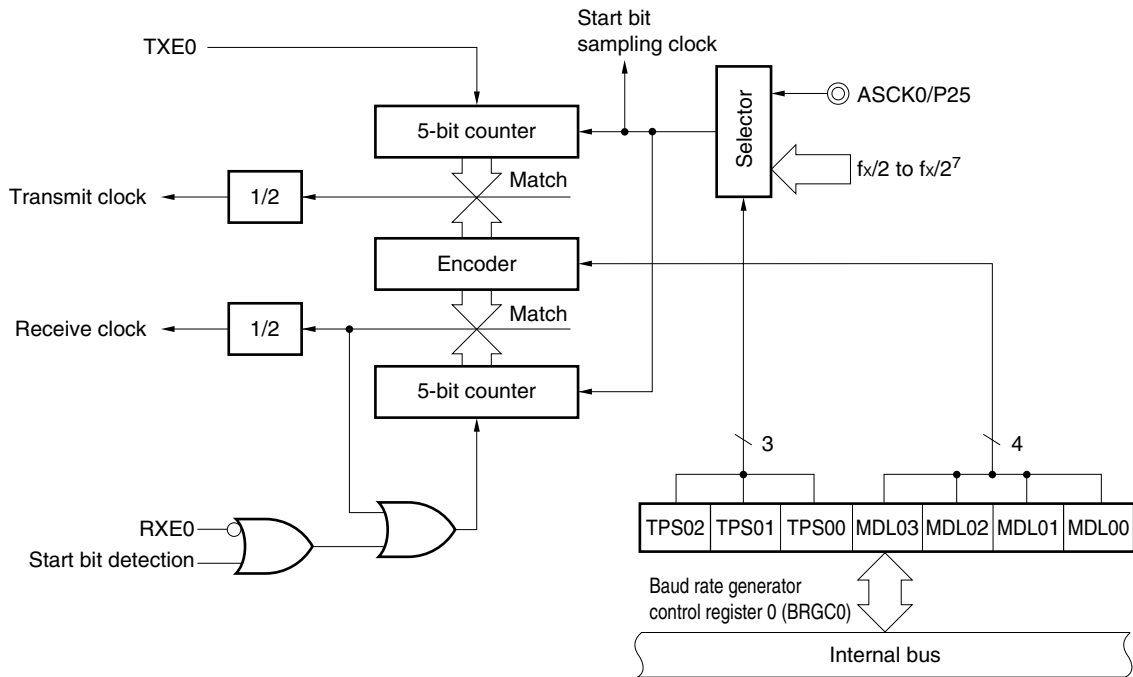 Start bit
sampling clock
TXE0
ASCK0/P25
5-bit counter
Selector
fx/2 to fx/2⁷
Match
Transmit clock
1/2
Encoder
Match
Receive clock
1/2
5-bit counter
3
4
RXE0
Start bit detection
TPS02 TPS01 TPS00 MDL03 MDL02 MDL01 MDL00
Baud rate generator
control register 0 (BRGC0)
Internal bus